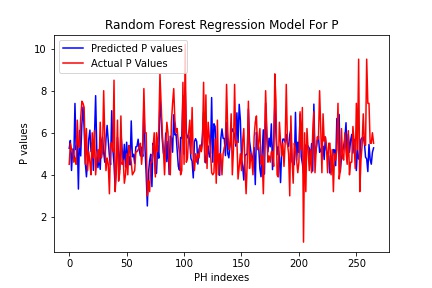 Random Forest Regression Model For P
Predicted P values
Actual P Values
10
8
6
4
2
P values
0 50 100 150 200 250
PH indexes